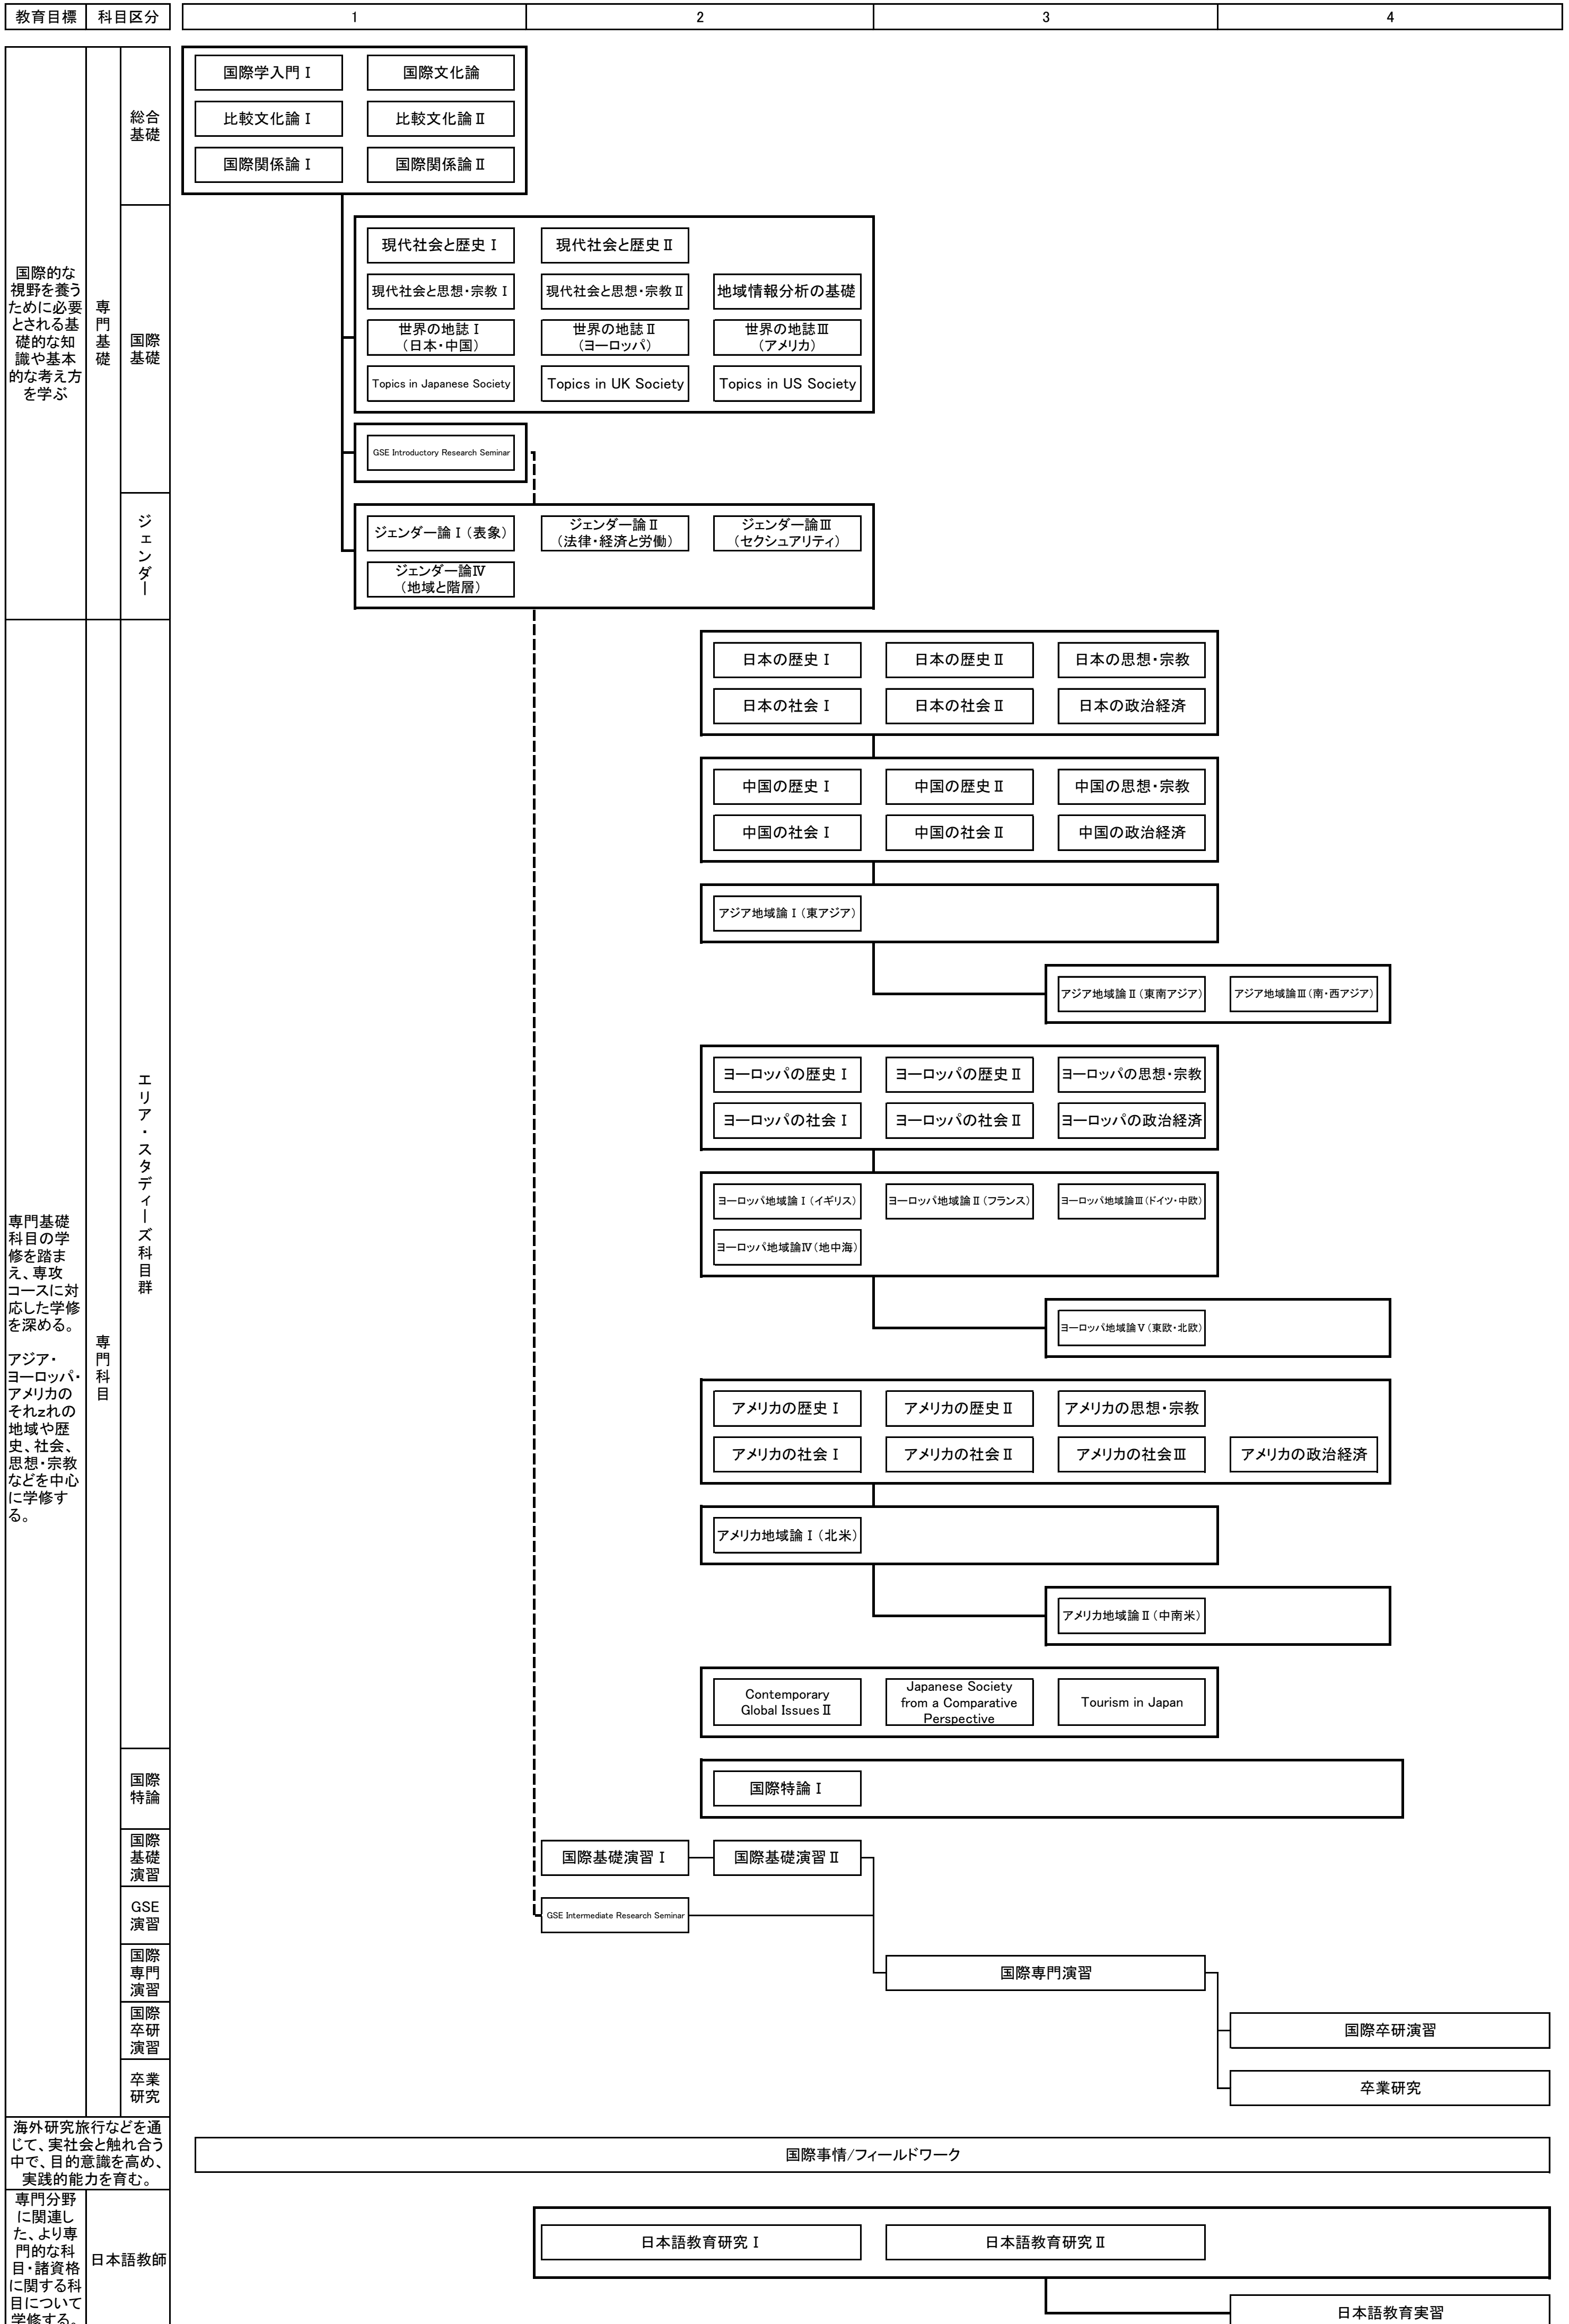 教育目標
科目区分
1
2
3
4
国際的な
視野を養う
ために必要
とされる基
礎的な知
識や基本
的な考え方
を学ぶ
専門基礎
総合
基礎
国際学入門Ⅰ
国際文化論
比較文化論Ⅰ
比較文化論Ⅱ
国際関係論Ⅰ
国際関係論Ⅱ
国際
基礎
現代社会と歴史Ⅰ
現代社会と歴史Ⅱ
現代社会と思想・宗教Ⅰ
現代社会と思想・宗教Ⅱ
地域情報分析の基礎
世界の地誌Ⅰ
(日本・中国)
世界の地誌Ⅱ
(ヨーロッパ)
世界の地誌Ⅲ
(アメリカ)
Topics in Japanese Society
Topics in UK Society
Topics in US Society
GSE Introductory Research Seminar
ジェンダー
ジェンダー論Ⅰ(表象)
ジェンダー論Ⅱ
(法律・経済と労働)
ジェンダー論Ⅲ
(セクシュアリティ)
ジェンダー論Ⅳ
(地域と階層)
専門基礎
科目の学
修を踏ま
え、専攻
コースに対
応した学修
を深める。
アジア・
ヨーロッパ・
アメリカの
それzれの
地域や歴
史、社会、
思想・宗教
などを中心
に学修す
る。
専門科目
エリア・スタディーズ科目群
日本の歴史Ⅰ
日本の歴史Ⅱ
日本の思想・宗教
日本の社会Ⅰ
日本の社会Ⅱ
日本の政治経済
中国の歴史Ⅰ
中国の歴史Ⅱ
中国の思想・宗教
中国の社会Ⅰ
中国の社会Ⅱ
中国の政治経済
アジア地域論Ⅰ(東アジア)
アジア地域論Ⅱ(東南アジア)
アジア地域論Ⅲ(南・西アジア)
ヨーロッパの歴史Ⅰ
ヨーロッパの歴史Ⅱ
ヨーロッパの思想・宗教
ヨーロッパの社会Ⅰ
ヨーロッパの社会Ⅱ
ヨーロッパの政治経済
ヨーロッパ地域論Ⅰ(イギリス)
ヨーロッパ地域論Ⅱ(フランス)
ヨーロッパ地域論Ⅲ(ドイツ・中欧)
ヨーロッパ地域論Ⅳ(地中海)
ヨーロッパ地域論Ⅴ(東欧・北欧)
アメリカの歴史Ⅰ
アメリカの歴史Ⅱ
アメリカの思想・宗教
アメリカの社会Ⅰ
アメリカの社会Ⅱ
アメリカの社会Ⅲ
アメリカの政治経済
アメリカ地域論Ⅰ(北米)
アメリカ地域論Ⅱ(中南米)
Contemporary
Global IssuesⅡ
Japanese Society
from a Comparative
Perspective
Tourism in Japan
国際
特論
国際特論Ⅰ
国際
基礎
演習
国際基礎演習Ⅰ
国際基礎演習Ⅱ
GSE
演習
GSE Intermediate Research Seminar
国際
専門
演習
国際専門演習
国際
卒研
演習
国際卒研演習
卒業
研究
卒業研究
海外研究旅行などを通
じて、実社会と触れ合う
中で、目的意識を高め、
実践的能力を育む。
国際事情/フィールドワーク
専門分野
に関連し
た、より専
門的な科
目・諸資格
に関する科
目について
学修する。
日本語教師
日本語教育研究Ⅰ
日本語教育研究Ⅱ
日本語教育実習